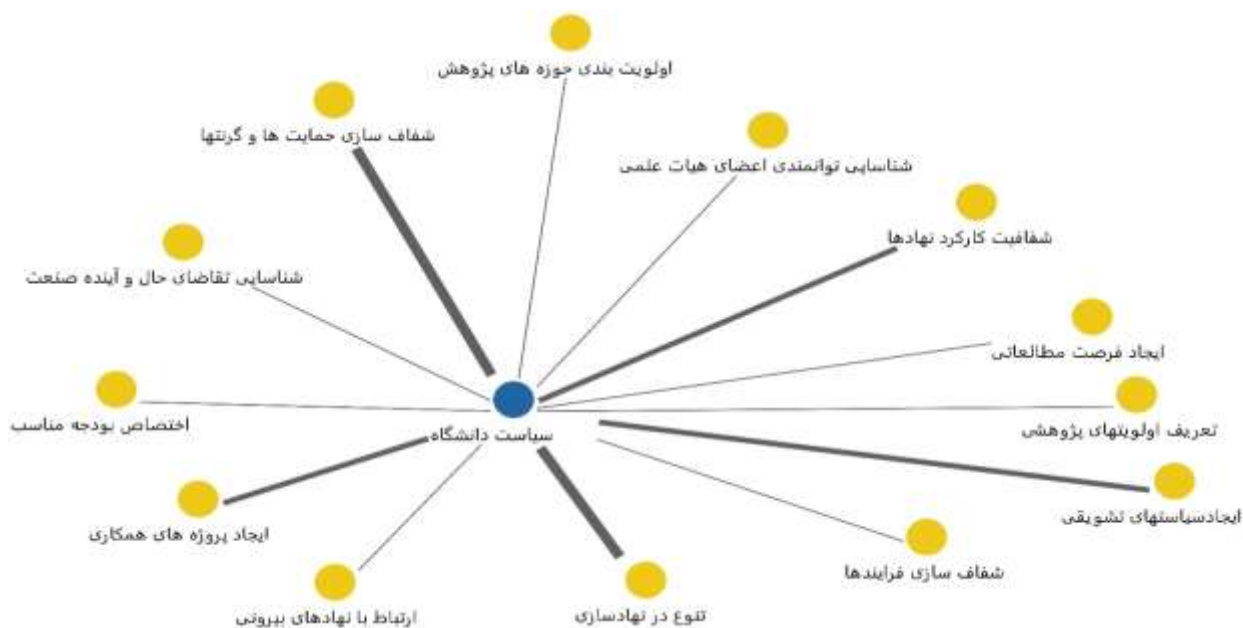 اولویت بندی حوزه های پژوهش
شفاف سازی حمایت ها و گرنتها
شناسایی توانمندی اعضای هیات علمی
شفافیت کارکرد نهادها
شناسایی تقاضای حال و آینده صنعت
ایجاد فرصت مطالعاتی
اختصاص بودجه مناسب
تعریف اولویتهای پژوهشی
سیاست دانشگاه
ایجادسیاستهای تشویقی
ایجاد پروژه های همکاری
شفاف سازی فرایندها
تنوع در نهادسازی
ارتباط با نهادهای بیرونی